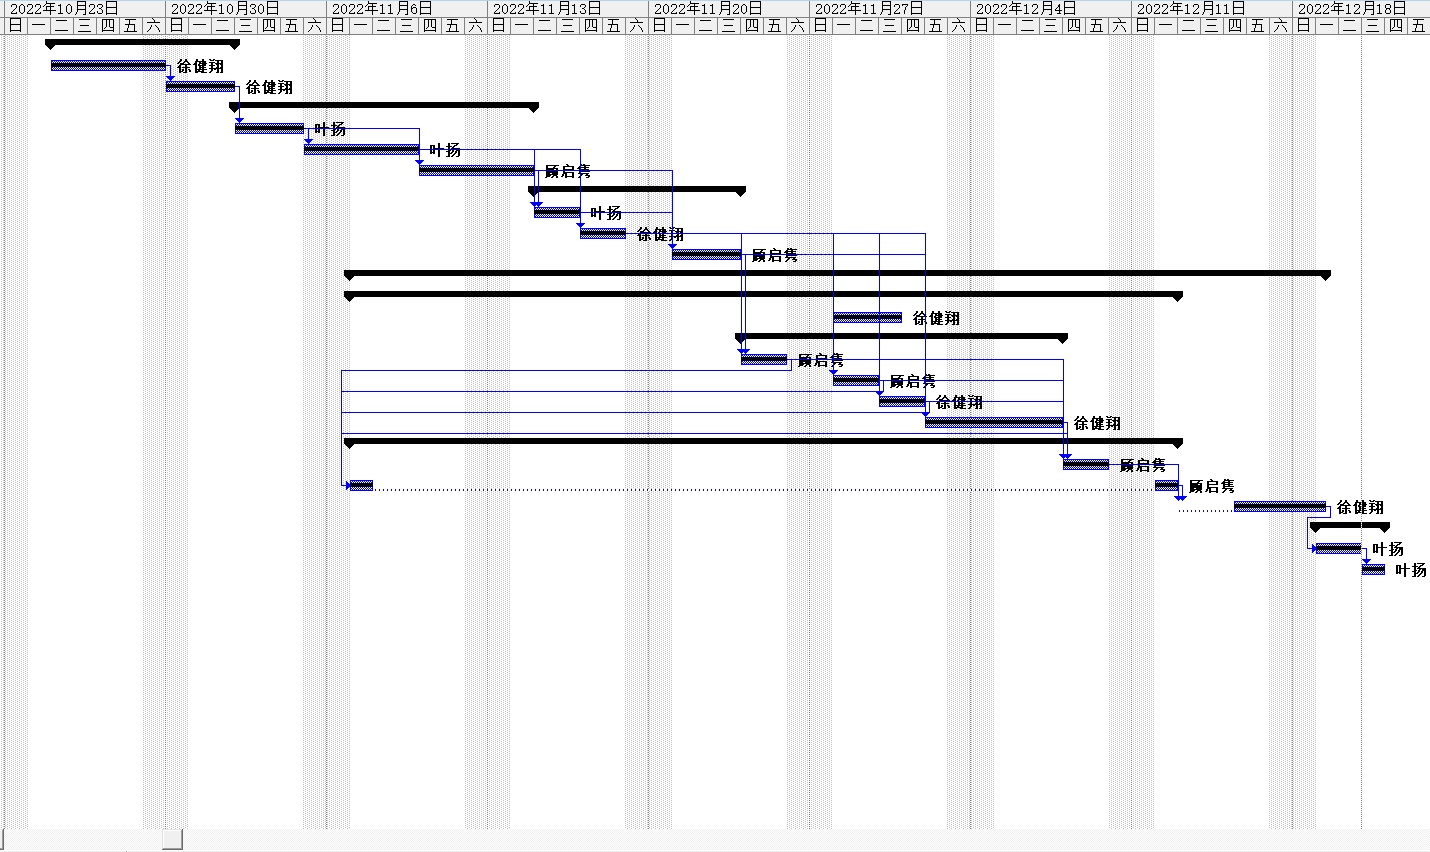 2022年10月23日 2022年10月30日 2022年11月6日 2022年11月13日 2022年11月20日 2022年11月27日 2022年12月4日 2022年12月11日 2022年12月18日
日 一 二 三 四 五 六 日 一 二 三 四 五 六 日 一 二 三 四 五 六 日 一 二 三 四 五 六 日 一 二 三 四 五 六 日 一 二 三 四 五 六 日 一 二 三 四 五 六 日 一 二 三 四 五 六 日 一 二 三 四 五
徐健翔
徐健翔
叶扬
叶扬
顾启隽
叶扬
徐健翔
顾启隽
徐健翔
顾启隽
顾启隽
徐健翔
徐健翔
顾启隽
顾启隽
徐健翔
叶扬
叶扬